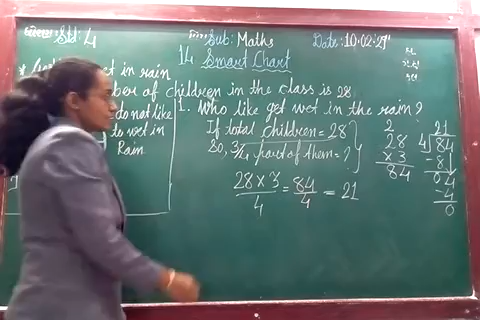 Std: 4
Sub: Maths
Date: 10-02-21
14 Smart Chart
wet in rain
of children in the class is 28
do not like
to wet in
Rain
1. Who like get wet in the rain?
If total children = 28
So, 3/4 part of them = ?
28 × 3 / 4 = 84 / 4 = 21
2
28
× 3
84
21
4 84
-8
04
-4
0